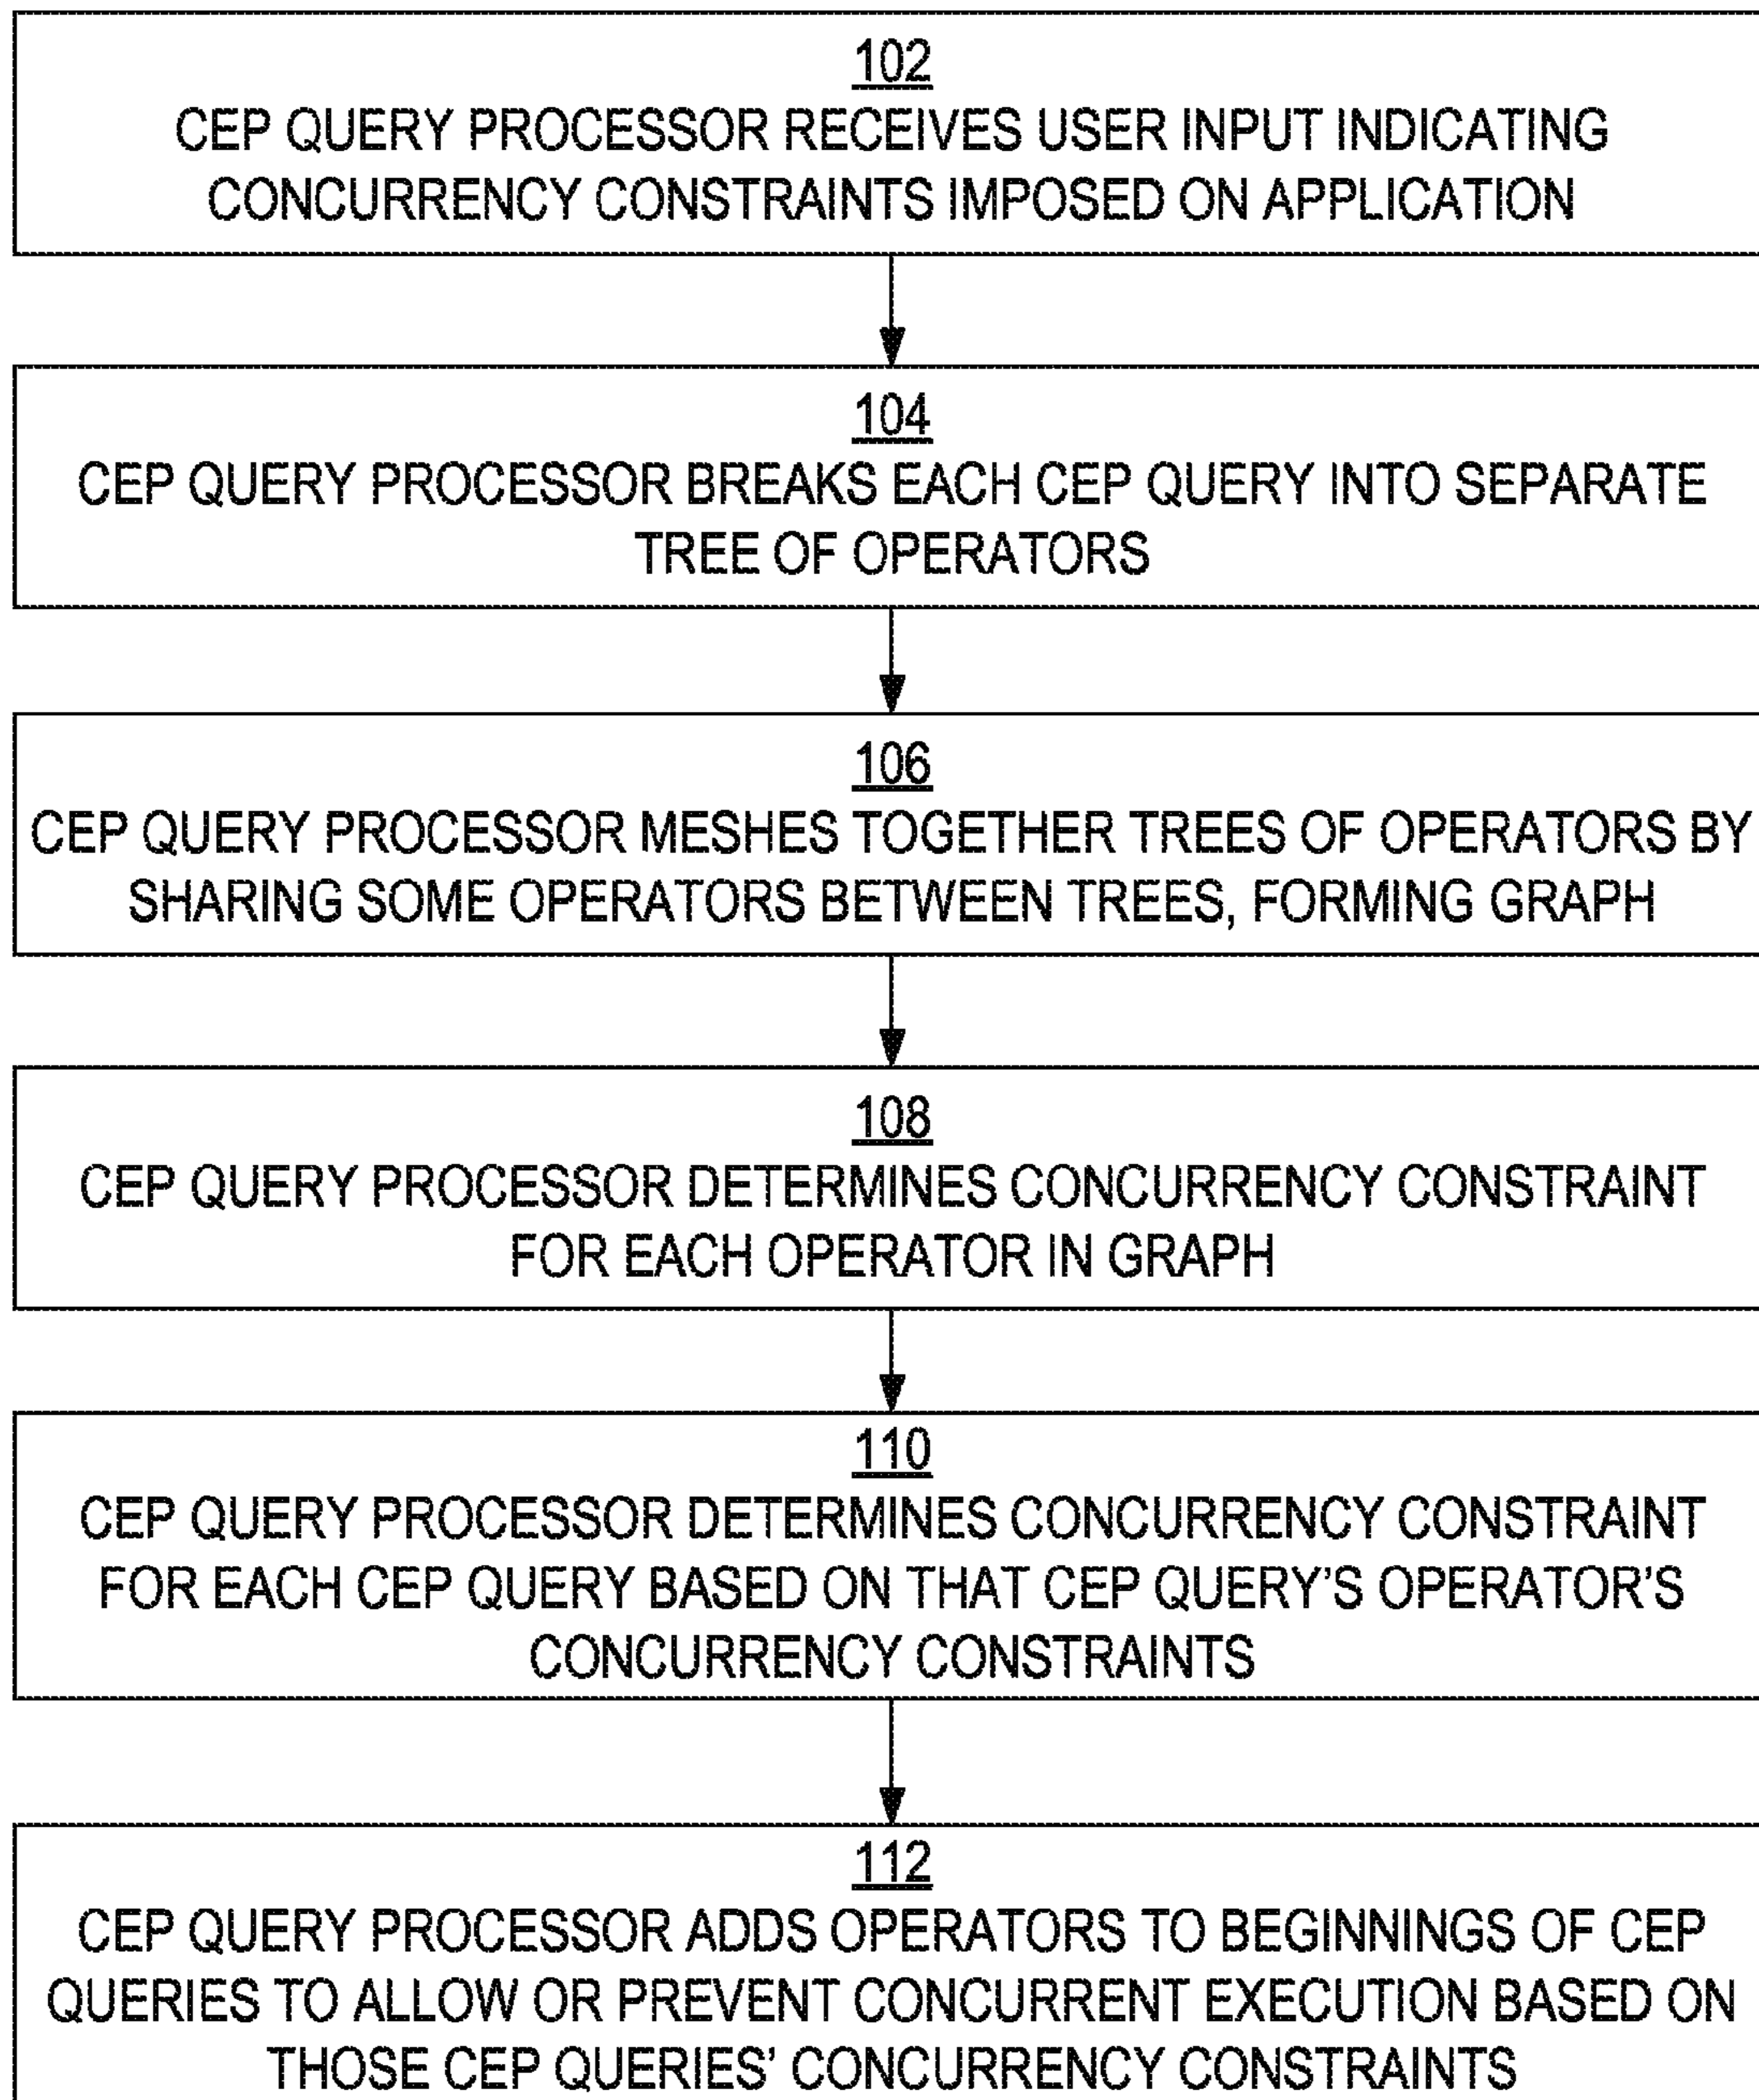 102
CEP QUERY PROCESSOR RECEIVES USER INPUT INDICATING
CONCURRENCY CONSTRAINTS IMPOSED ON APPLICATION
104
CEP QUERY PROCESSOR BREAKS EACH CEP QUERY INTO SEPARATE
TREE OF OPERATORS
106
CEP QUERY PROCESSOR MESHES TOGETHER TREES OF OPERATORS BY
SHARING SOME OPERATORS BETWEEN TREES, FORMING GRAPH
108
CEP QUERY PROCESSOR DETERMINES CONCURRENCY CONSTRAINT
FOR EACH OPERATOR IN GRAPH
110
CEP QUERY PROCESSOR DETERMINES CONCURRENCY CONSTRAINT
FOR EACH CEP QUERY BASED ON THAT CEP QUERY'S OPERATOR'S
CONCURRENCY CONSTRAINTS
112
CEP QUERY PROCESSOR ADDS OPERATORS TO BEGINNINGS OF CEP
QUERIES TO ALLOW OR PREVENT CONCURRENT EXECUTION BASED ON
THOSE CEP QUERIES' CONCURRENCY CONSTRAINTS